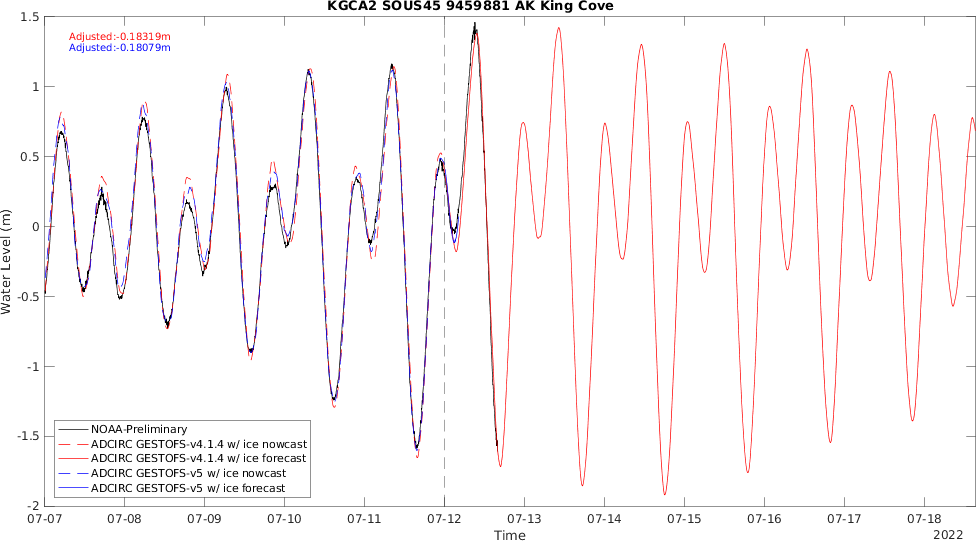 KGCA2 SOUS45 9459881 AK King Cove
Adjusted:-0.18319m
Adjusted:-0.18079m
1.5
1
0.5
0
-0.5
-1
-1.5
-2
Water Level (m)
NOAA-Preliminary
ADCIRC GESTOFS-v4.1.4 w/ ice nowcast
ADCIRC GESTOFS-v4.1.4 w/ ice forecast
ADCIRC GESTOFS-v5 w/ ice nowcast
ADCIRC GESTOFS-v5 w/ ice forecast
07-07 07-08 07-09 07-10 07-11 07-12 07-13 07-14 07-15 07-16 07-17 07-18
Time
2022